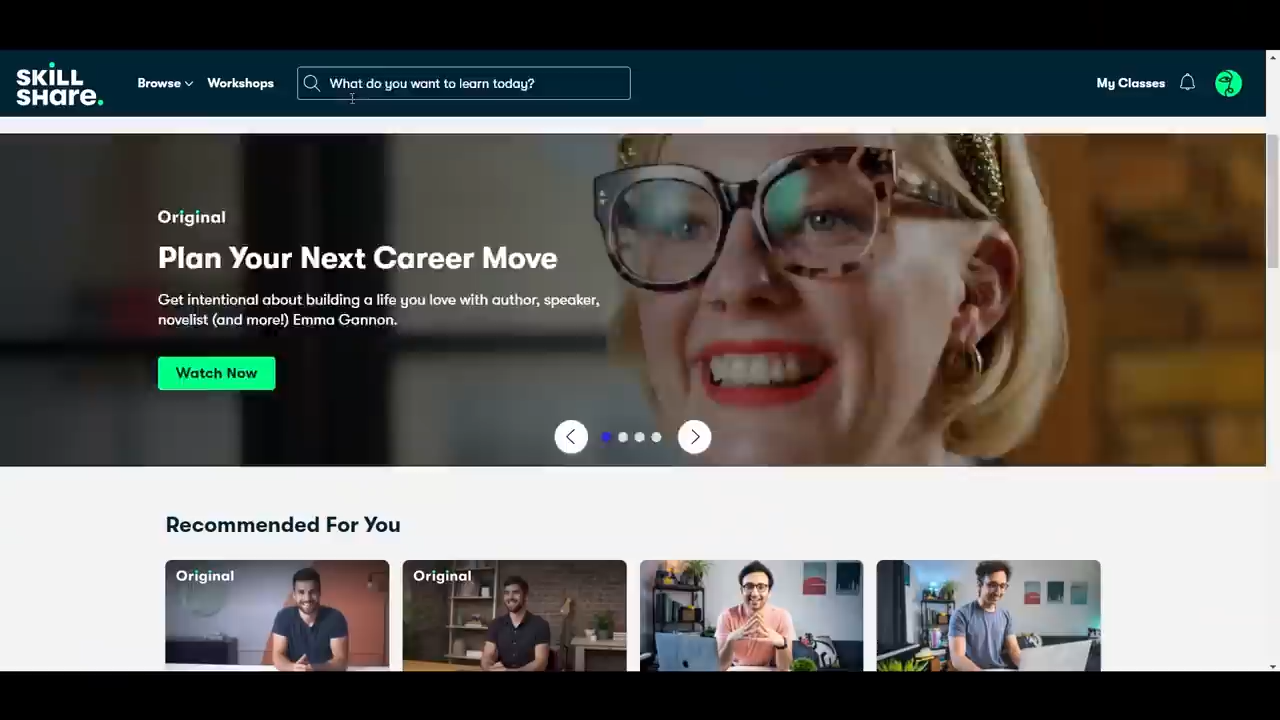 SKILL
SHARE.
Browse
Workshops
What do you want to learn today?
My Classes
Original
Plan Your Next Career Move
Get intentional about building a life you love with author, speaker,
novelist (and more!) Emma Gannon.
Watch Now
Recommended For You
Original
Original